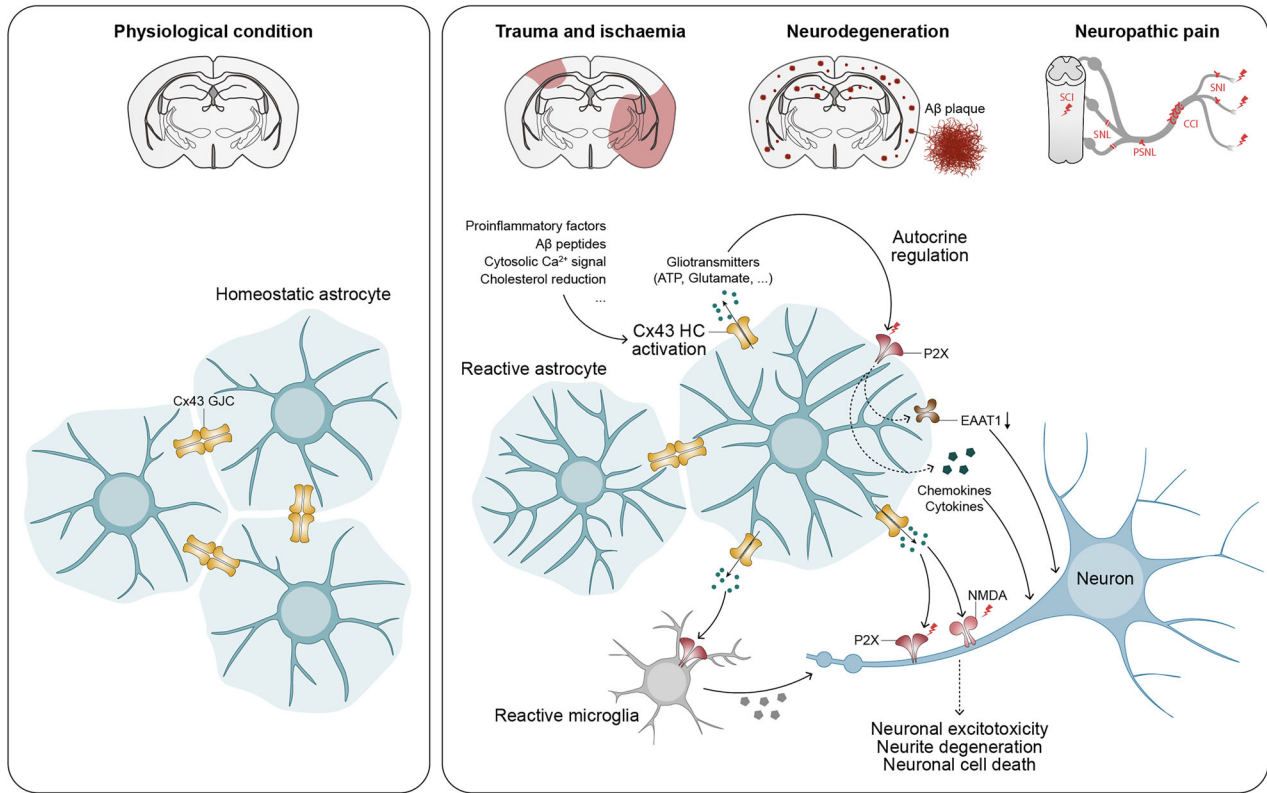 Physiological condition
Homeostatic astrocyte
Cx43 GJC
Trauma and ischaemia
Neurodegeneration
Neuropathic pain
Aβ plaque
SCI
SNL
PSNL
CCI
SNI
Proinflammatory factors
Aβ peptides
Cytosolic Ca²⁺ signal
Cholesterol reduction
...
Gliotransmitters
(ATP, Glutamate, ...)
Autocrine
regulation
Cx43 HC
activation
P2X
Reactive astrocyte
EAAT1↓
Chemokines
Cytokines
Neuron
NMDA
P2X
Reactive microglia
Neuronal excitotoxicity
Neurite degeneration
Neuronal cell death